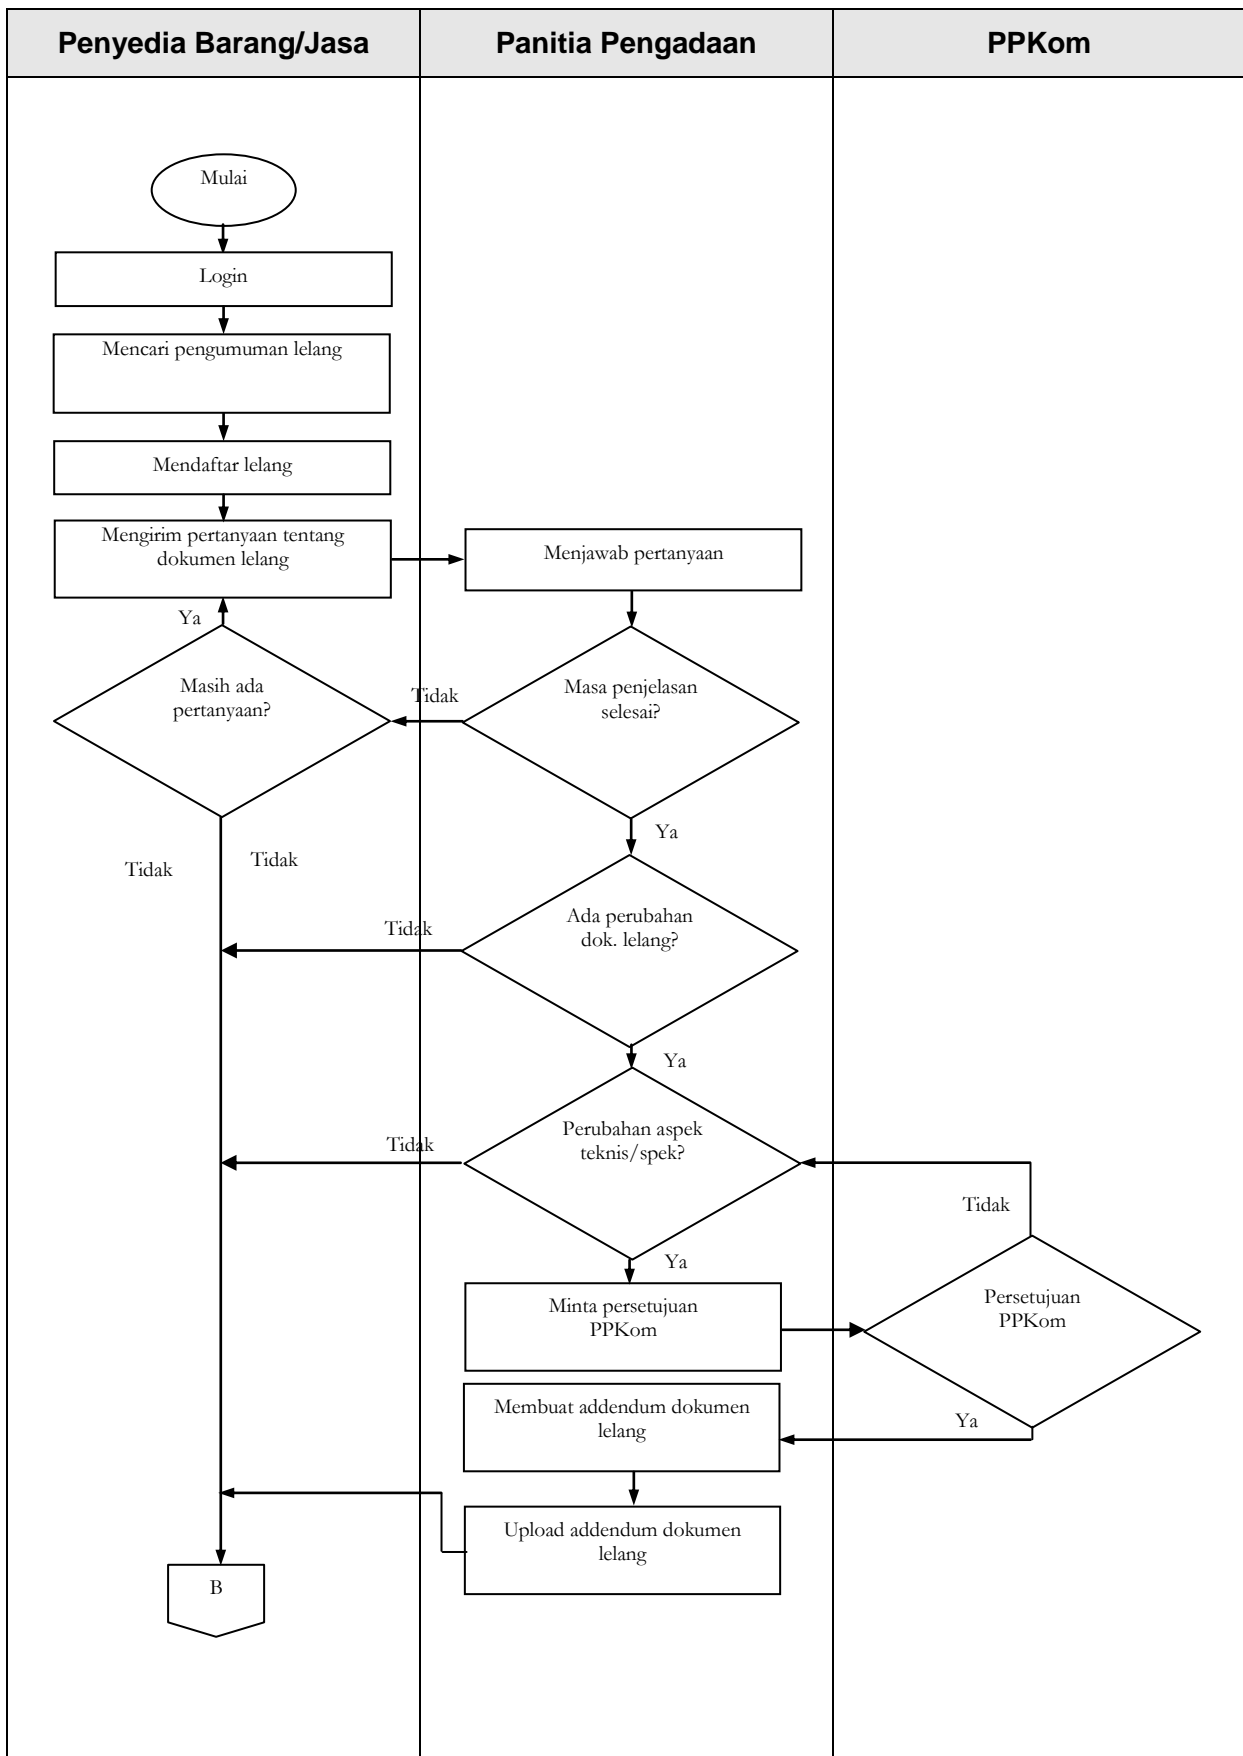 Penyedia Barang/Jasa
Panitia Pengadaan
PPKom
Mulai
Login
Mencari pengumuman lelang
Mendaftar lelang
Mengirim pertanyaan tentang
dokumen lelang
Menjawab pertanyaan
Ya
Masih ada
pertanyaan?
Tidak
Masa penjelasan
selesai?
Ya
Tidak
Tidak
Ada perubahan
dok. lelang?
Tidak
Ya
Perubahan aspek
teknis/spek?
Tidak
Tidak
Ya
Minta persetujuan
PPKom
Persetujuan
PPKom
Membuat addendum dokumen
lelang
Ya
Upload addendum dokumen
lelang
B